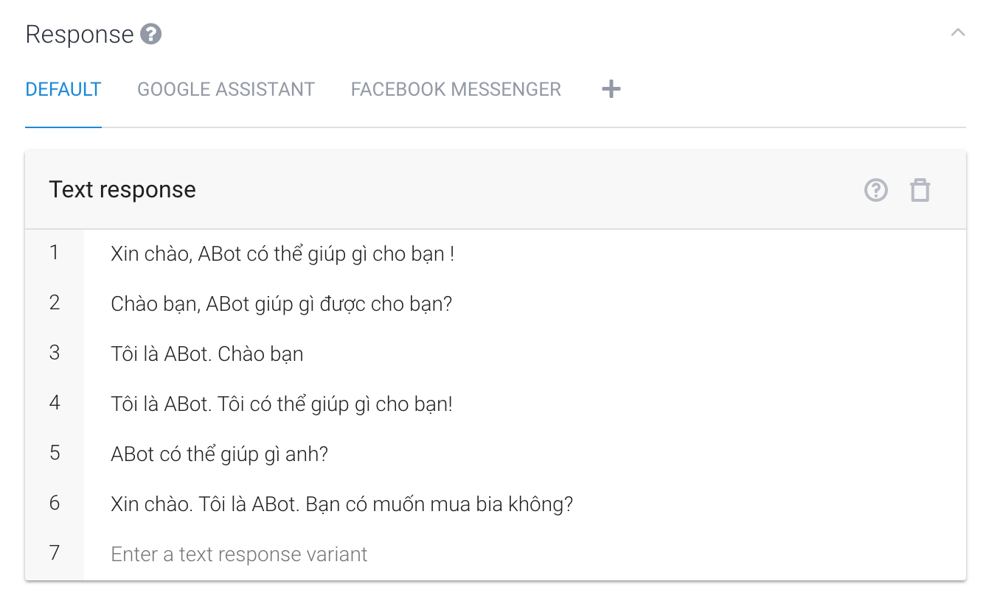 Response ?
DEFAULT GOOGLE ASSISTANT FACEBOOK MESSENGER +
Text response ?
1 Xin chào, ABot có thể giúp gì cho bạn !
2 Chào bạn, ABot giúp gì được cho bạn?
3 Tôi là ABot. Chào bạn
4 Tôi là ABot. Tôi có thể giúp gì cho bạn!
5 ABot có thể giúp gì anh?
6 Xin chào. Tôi là ABot. Bạn có muốn mua bia không?
7 Enter a text response variant